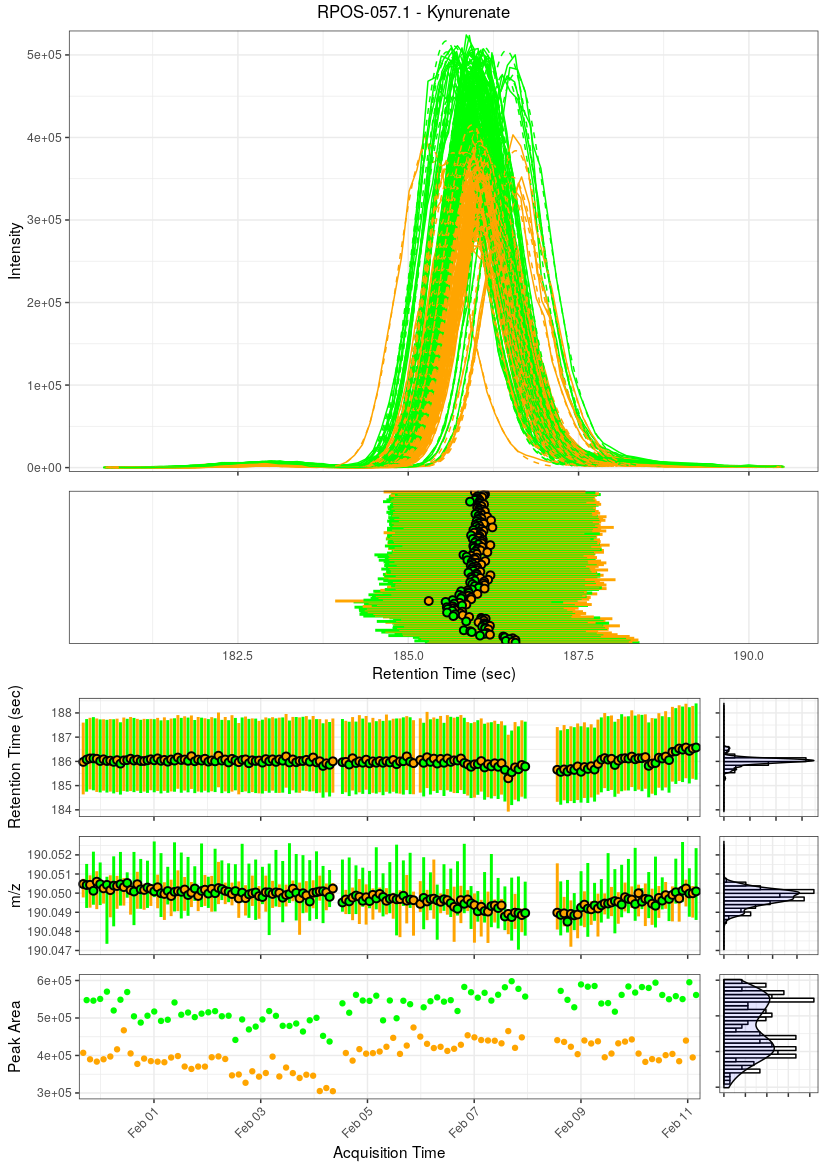 RPOS-057.1 - Kynurenate
Intensity
5e+05
4e+05
3e+05
2e+05
1e+05
0e+00
182.5
185.0
187.5
190.0
Retention Time (sec)
Retention Time (sec)
188
187
186
185
184
m/z
190.052
190.051
190.050
190.049
190.048
190.047
Peak Area
6e+05
5e+05
4e+05
3e+05
Feb 01
Feb 03
Feb 05
Feb 07
Feb 09
Feb 11
Acquisition Time